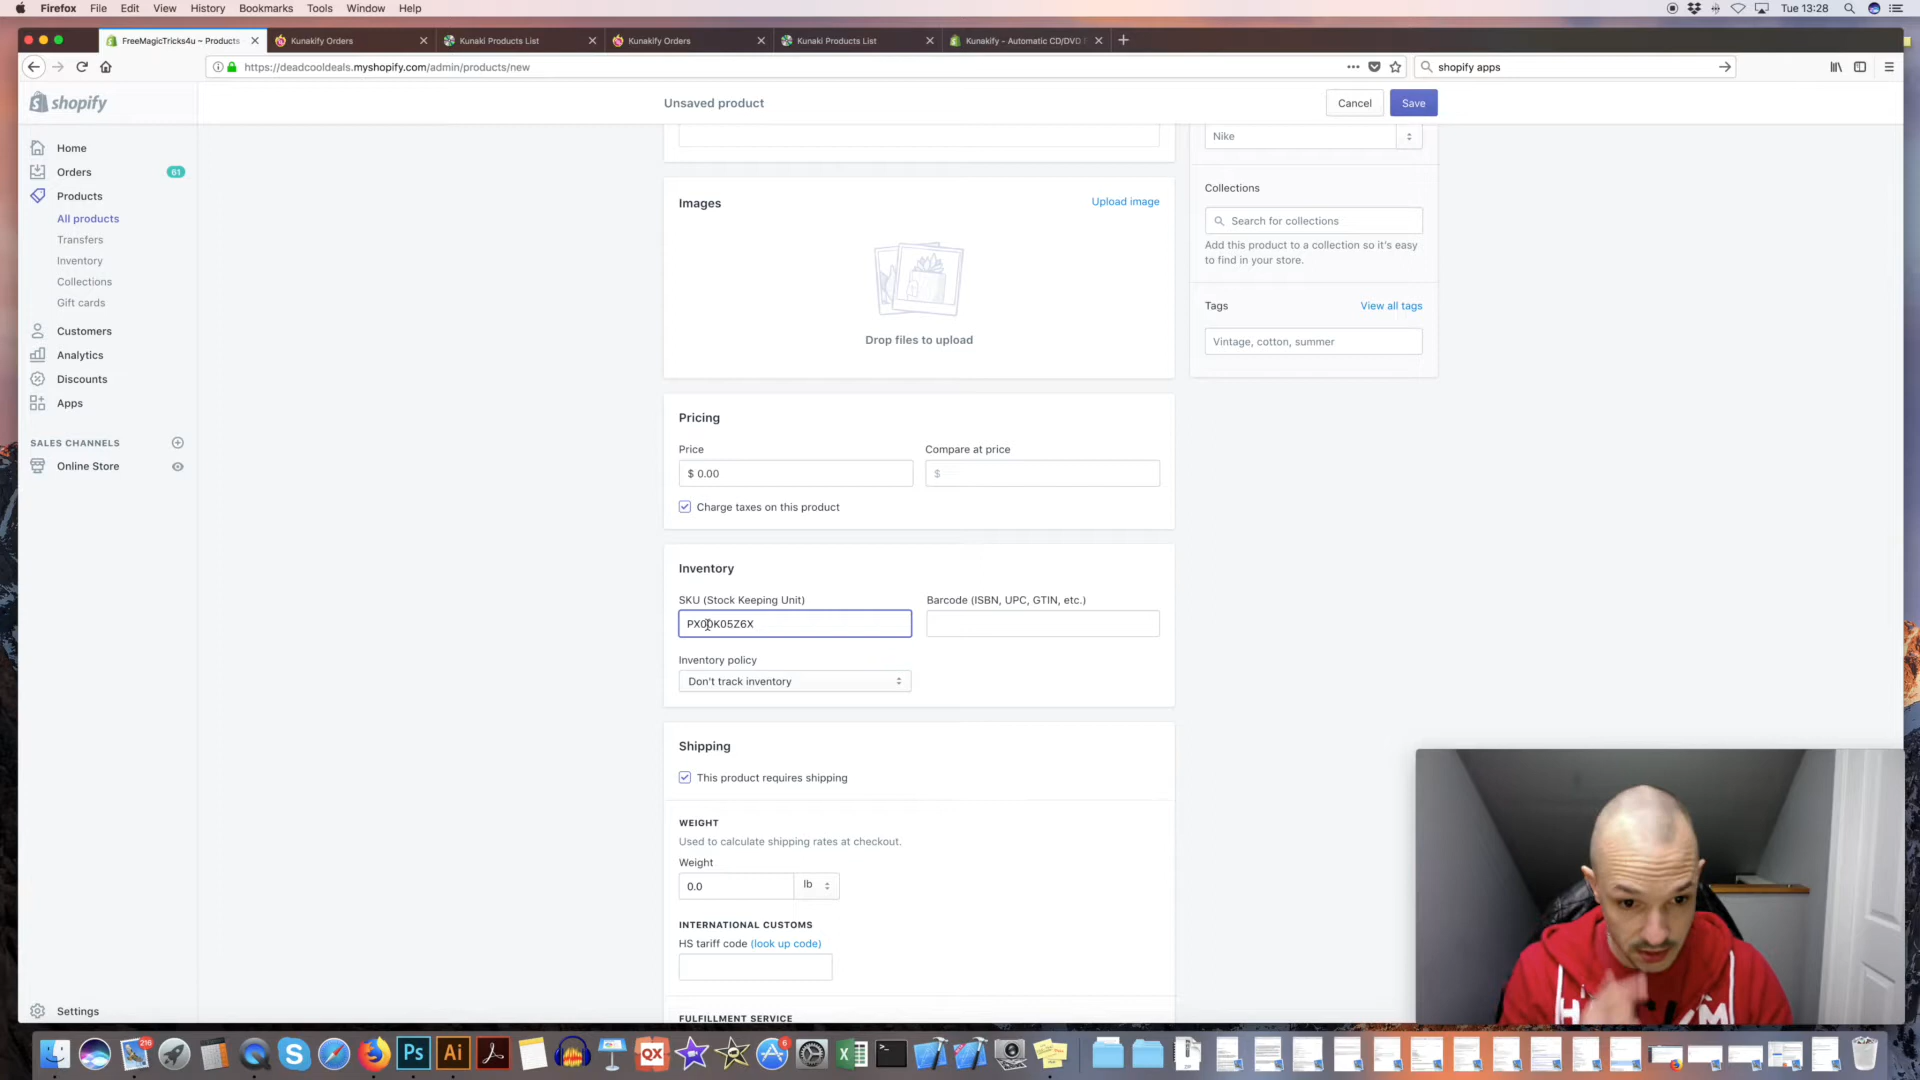 Firefox File Edit View History Bookmarks Tools Window Help Tue 13:28
FreeMagicTricks4u ~ Products Kunakify Orders Kunaki Products List Kunakify Orders Kunaki Products List Kunakify - Automatic CD/DVD
https://deadcooldeals.myshopify.com/admin/products/new shopify apps
shopify Unsaved product Cancel Save
Home
Orders 61
Products
All products
Transfers
Inventory
Collections
Gift cards
Customers
Analytics
Discounts
Apps
SALES CHANNELS
Online Store
Settings
Images Upload image
Drop files to upload
Pricing
Price Compare at price
$ 0.00 $
Charge taxes on this product
Inventory
SKU (Stock Keeping Unit) Barcode (ISBN, UPC, GTIN, etc.)
PX00K05Z6X
Inventory policy
Don't track inventory
Shipping
This product requires shipping
WEIGHT
Used to calculate shipping rates at checkout.
Weight
0.0 lb
INTERNATIONAL CUSTOMS
HS tariff code (look up code)
FULFILLMENT SERVICE
Nike
Collections
Search for collections
Add this product to a collection so it's easy
to find in your store.
Tags View all tags
Vintage, cotton, summer
216 Ps Ai QX 6